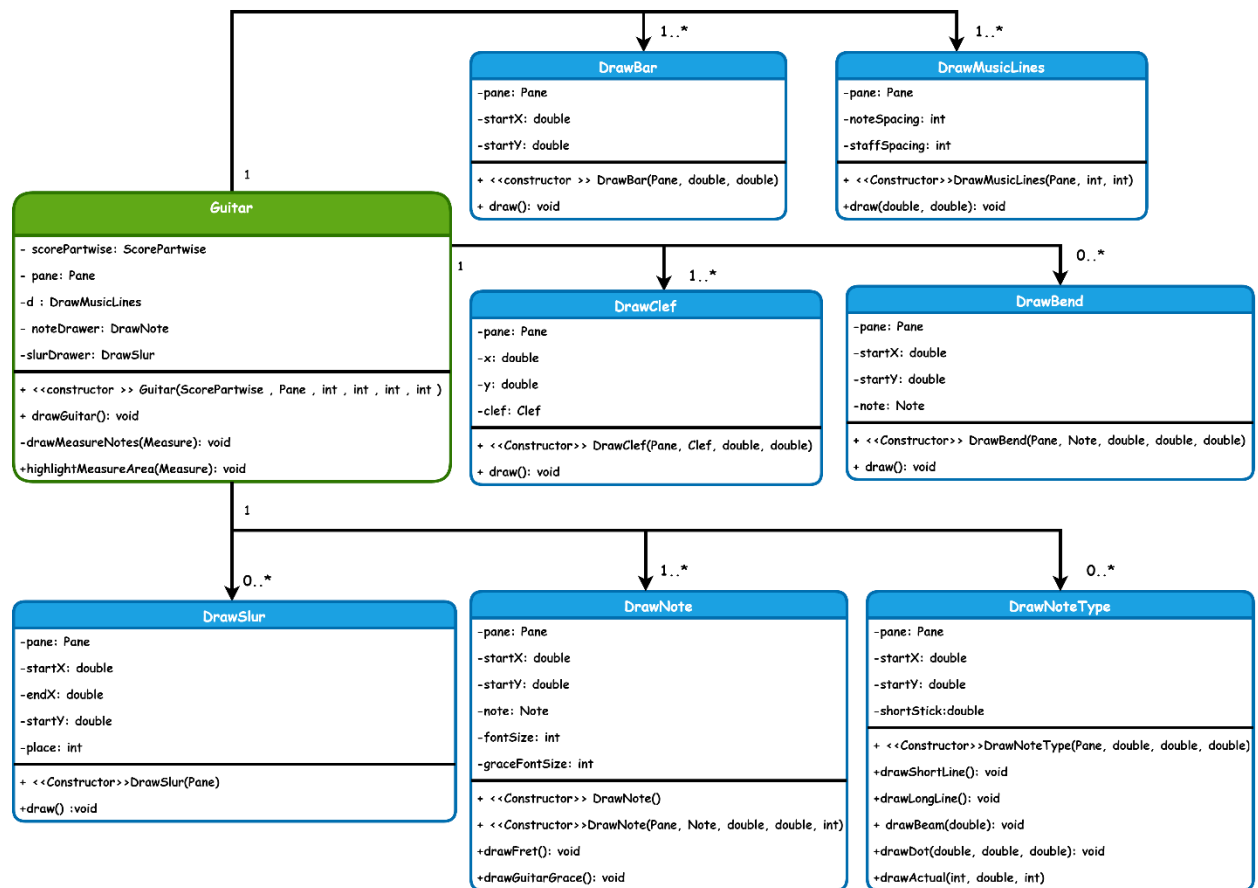 1..*
1..*
DrawBar
-pane: Pane
-startX: double
-startY: double
+ <<constructor >> DrawBar(Pane, double, double)
+ draw(): void
DrawMusicLines
-pane: Pane
-noteSpacing: int
-staffSpacing: int
+ <<Constructor>>DrawMusicLines(Pane, int, int)
+draw(double, double): void
1
Guitar
- scorePartwise: ScorePartwise
- pane: Pane
-d : DrawMusicLines
- noteDrawer: DrawNote
-slurDrawer: DrawSlur
+ <<constructor >> Guitar(ScorePartwise , Pane , int , int , int , int )
+ drawGuitar(): void
-drawMeasureNotes(Measure): void
+highlightMeasureArea(Measure): void
1
1..*
0..*
DrawClef
-pane: Pane
-x: double
-y: double
-clef: Clef
+ <<Constructor>> DrawClef(Pane, Clef, double, double)
+ draw(): void
DrawBend
-pane: Pane
-startX: double
-startY: double
-note: Note
+ <<Constructor>> DrawBend(Pane, Note, double, double, double)
+ draw(): void
1
0..*
1..*
0..*
DrawSlur
-pane: Pane
-startX: double
-endX: double
-startY: double
-place: int
+ <<Constructor>>DrawSlur(Pane)
+draw() :void
DrawNote
-pane: Pane
-startX: double
-startY: double
-note: Note
-fontSize: int
-graceFontSize: int
+ <<Constructor>> DrawNote()
+ <<Constructor>>DrawNote(Pane, Note, double, double, int)
+drawFret(): void
+drawGuitarGrace(): void
DrawNoteType
-pane: Pane
-startX: double
-startY: double
-shortStick:double
+ <<Constructor>>DrawNoteType(Pane, double, double, double)
+drawShortLine(): void
+drawLongLine(): void
+ drawBeam(double): void
+drawDot(double, double, double): void
+drawActual(int, double, int)